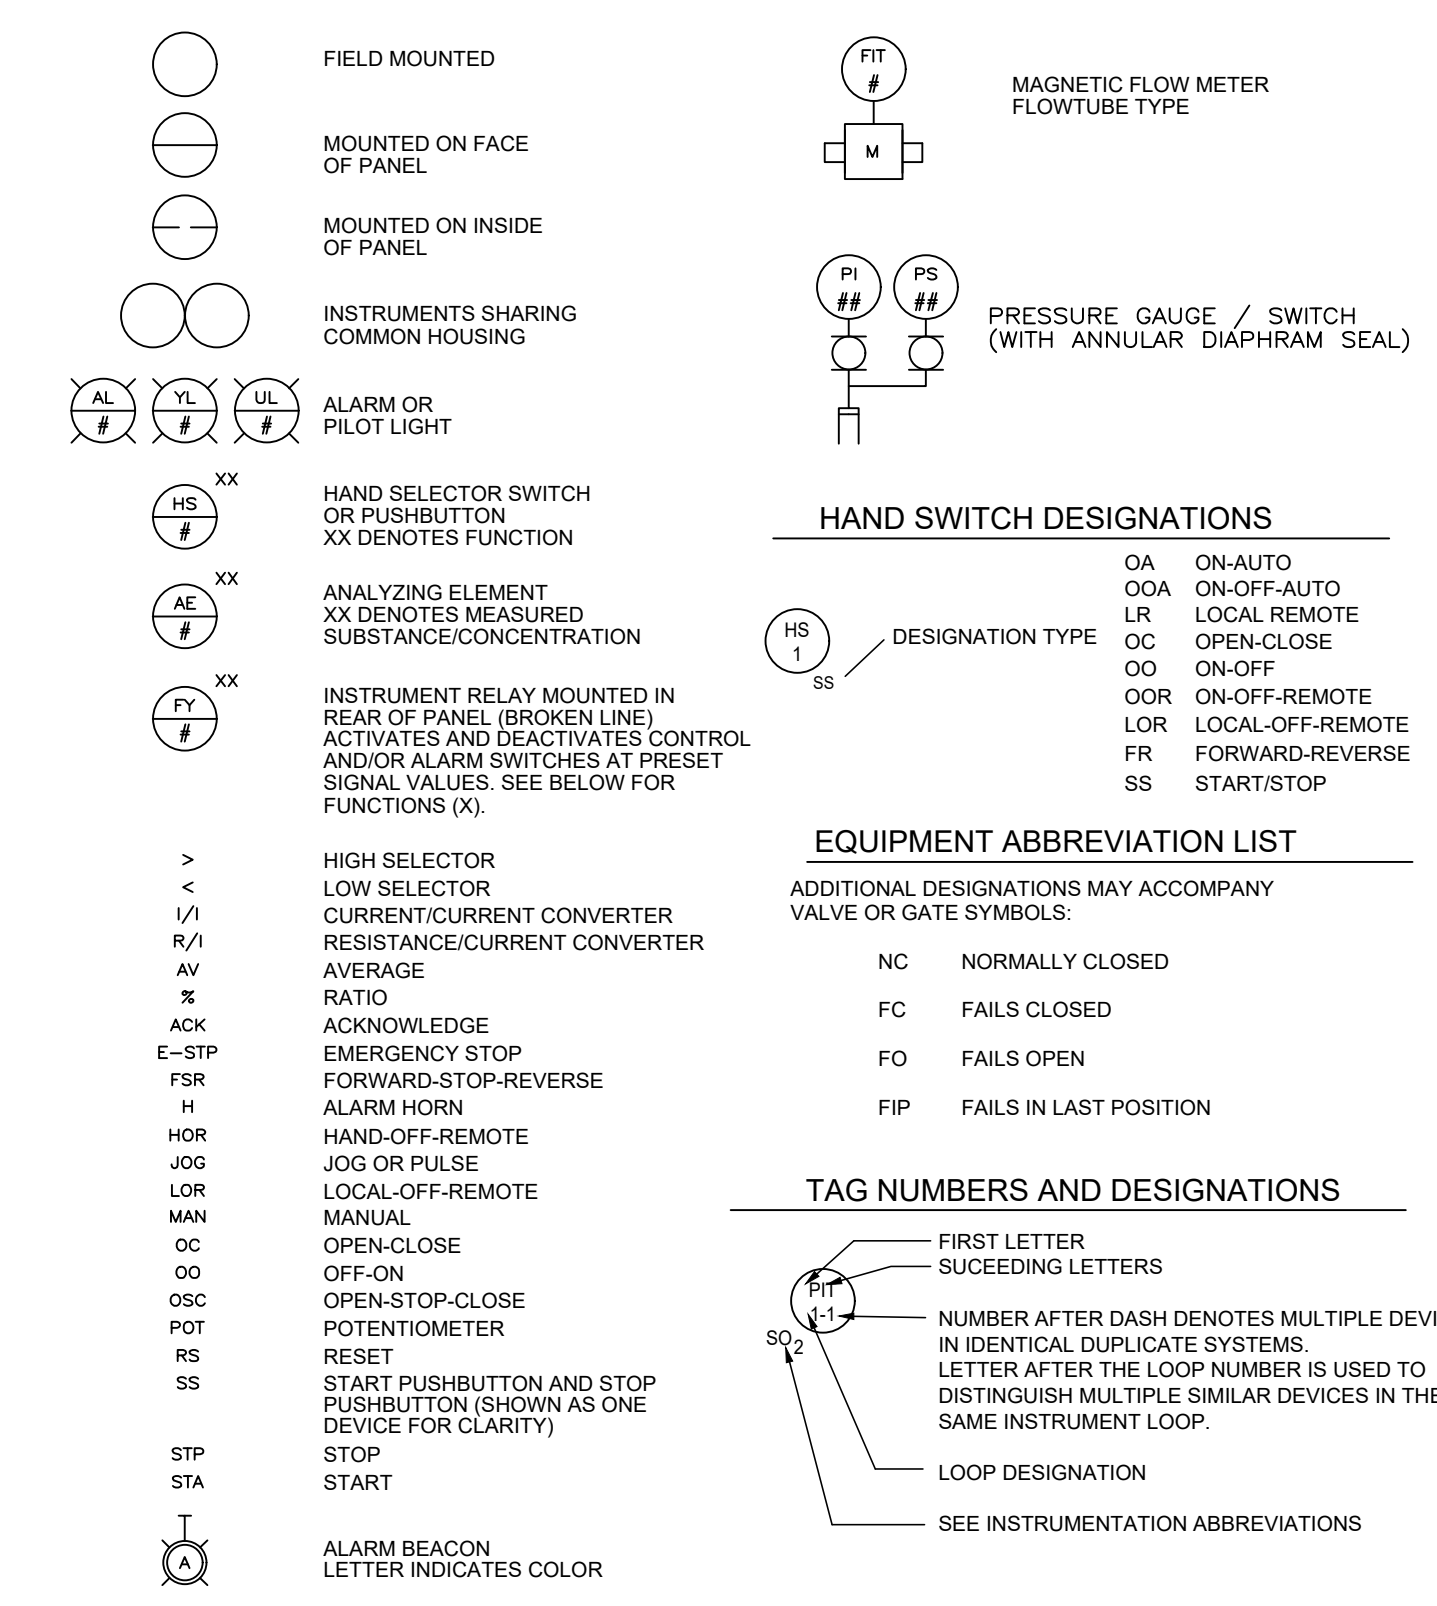 FIELD MOUNTED
MOUNTED ON FACE
OF PANEL
MOUNTED ON INSIDE
OF PANEL
INSTRUMENTS SHARING
COMMON HOUSING
AL
#
YL
#
UL
#
ALARM OR
PILOT LIGHT
XX
HS
#
HAND SELECTOR SWITCH
OR PUSHBUTTON
XX DENOTES FUNCTION
XX
AE
#
ANALYZING ELEMENT
XX DENOTES MEASURED
SUBSTANCE/CONCENTRATION
XX
FY
#
INSTRUMENT RELAY MOUNTED IN
REAR OF PANEL (BROKEN LINE)
ACTIVATES AND DEACTIVATES CONTROL
AND/OR ALARM SWITCHES AT PRESET
SIGNAL VALUES. SEE BELOW FOR
FUNCTIONS (X).
> HIGH SELECTOR
< LOW SELECTOR
I/I CURRENT/CURRENT CONVERTER
R/I RESISTANCE/CURRENT CONVERTER
AV AVERAGE
% RATIO
ACK ACKNOWLEDGE
E-STP EMERGENCY STOP
FSR FORWARD-STOP-REVERSE
H ALARM HORN
HOR HAND-OFF-REMOTE
JOG JOG OR PULSE
LOR LOCAL-OFF-REMOTE
MAN MANUAL
OC OPEN-CLOSE
OO OFF-ON
OSC OPEN-STOP-CLOSE
POT POTENTIOMETER
RS RESET
SS START PUSHBUTTON AND STOP
PUSHBUTTON (SHOWN AS ONE
DEVICE FOR CLARITY)
STP STOP
STA START
A
ALARM BEACON
LETTER INDICATES COLOR
FIT
#
M
MAGNETIC FLOW METER
FLOWTUBE TYPE
PI
##
PS
##
PRESSURE GAUGE / SWITCH
(WITH ANNULAR DIAPHRAM SEAL)
HAND SWITCH DESIGNATIONS
HS
1
SS
DESIGNATION TYPE
OA ON-AUTO
OOA ON-OFF-AUTO
LR LOCAL REMOTE
OC OPEN-CLOSE
OO ON-OFF
OOR ON-OFF-REMOTE
LOR LOCAL-OFF-REMOTE
FR FORWARD-REVERSE
SS START/STOP
EQUIPMENT ABBREVIATION LIST
ADDITIONAL DESIGNATIONS MAY ACCOMPANY
VALVE OR GATE SYMBOLS:
NC NORMALLY CLOSED
FC FAILS CLOSED
FO FAILS OPEN
FIP FAILS IN LAST POSITION
TAG NUMBERS AND DESIGNATIONS
PIT
1-1
SO2
FIRST LETTER
SUCEEDING LETTERS
NUMBER AFTER DASH DENOTES MULTIPLE DEVI
IN IDENTICAL DUPLICATE SYSTEMS.
LETTER AFTER THE LOOP NUMBER IS USED TO
DISTINGUISH MULTIPLE SIMILAR DEVICES IN THE
SAME INSTRUMENT LOOP.
LOOP DESIGNATION
SEE INSTRUMENTATION ABBREVIATIONS